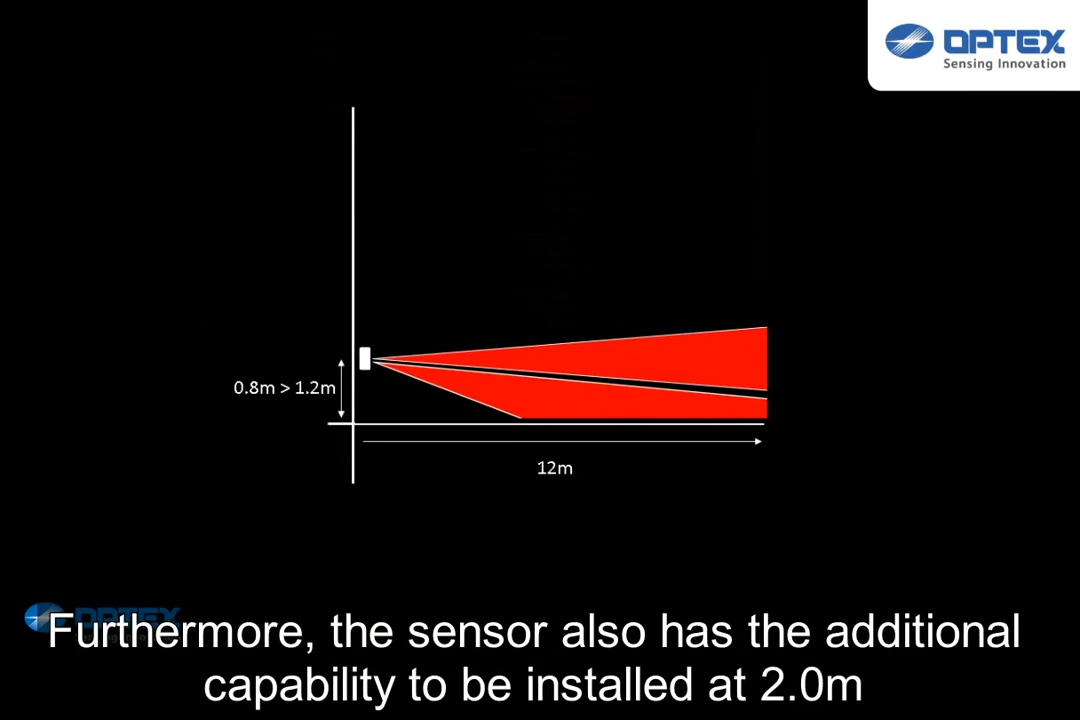 OPTEX
Sensing Innovation
0.8m > 1.2m
12m
OPTEX
Furthermore, the sensor also has the additional
capability to be installed at 2.0m